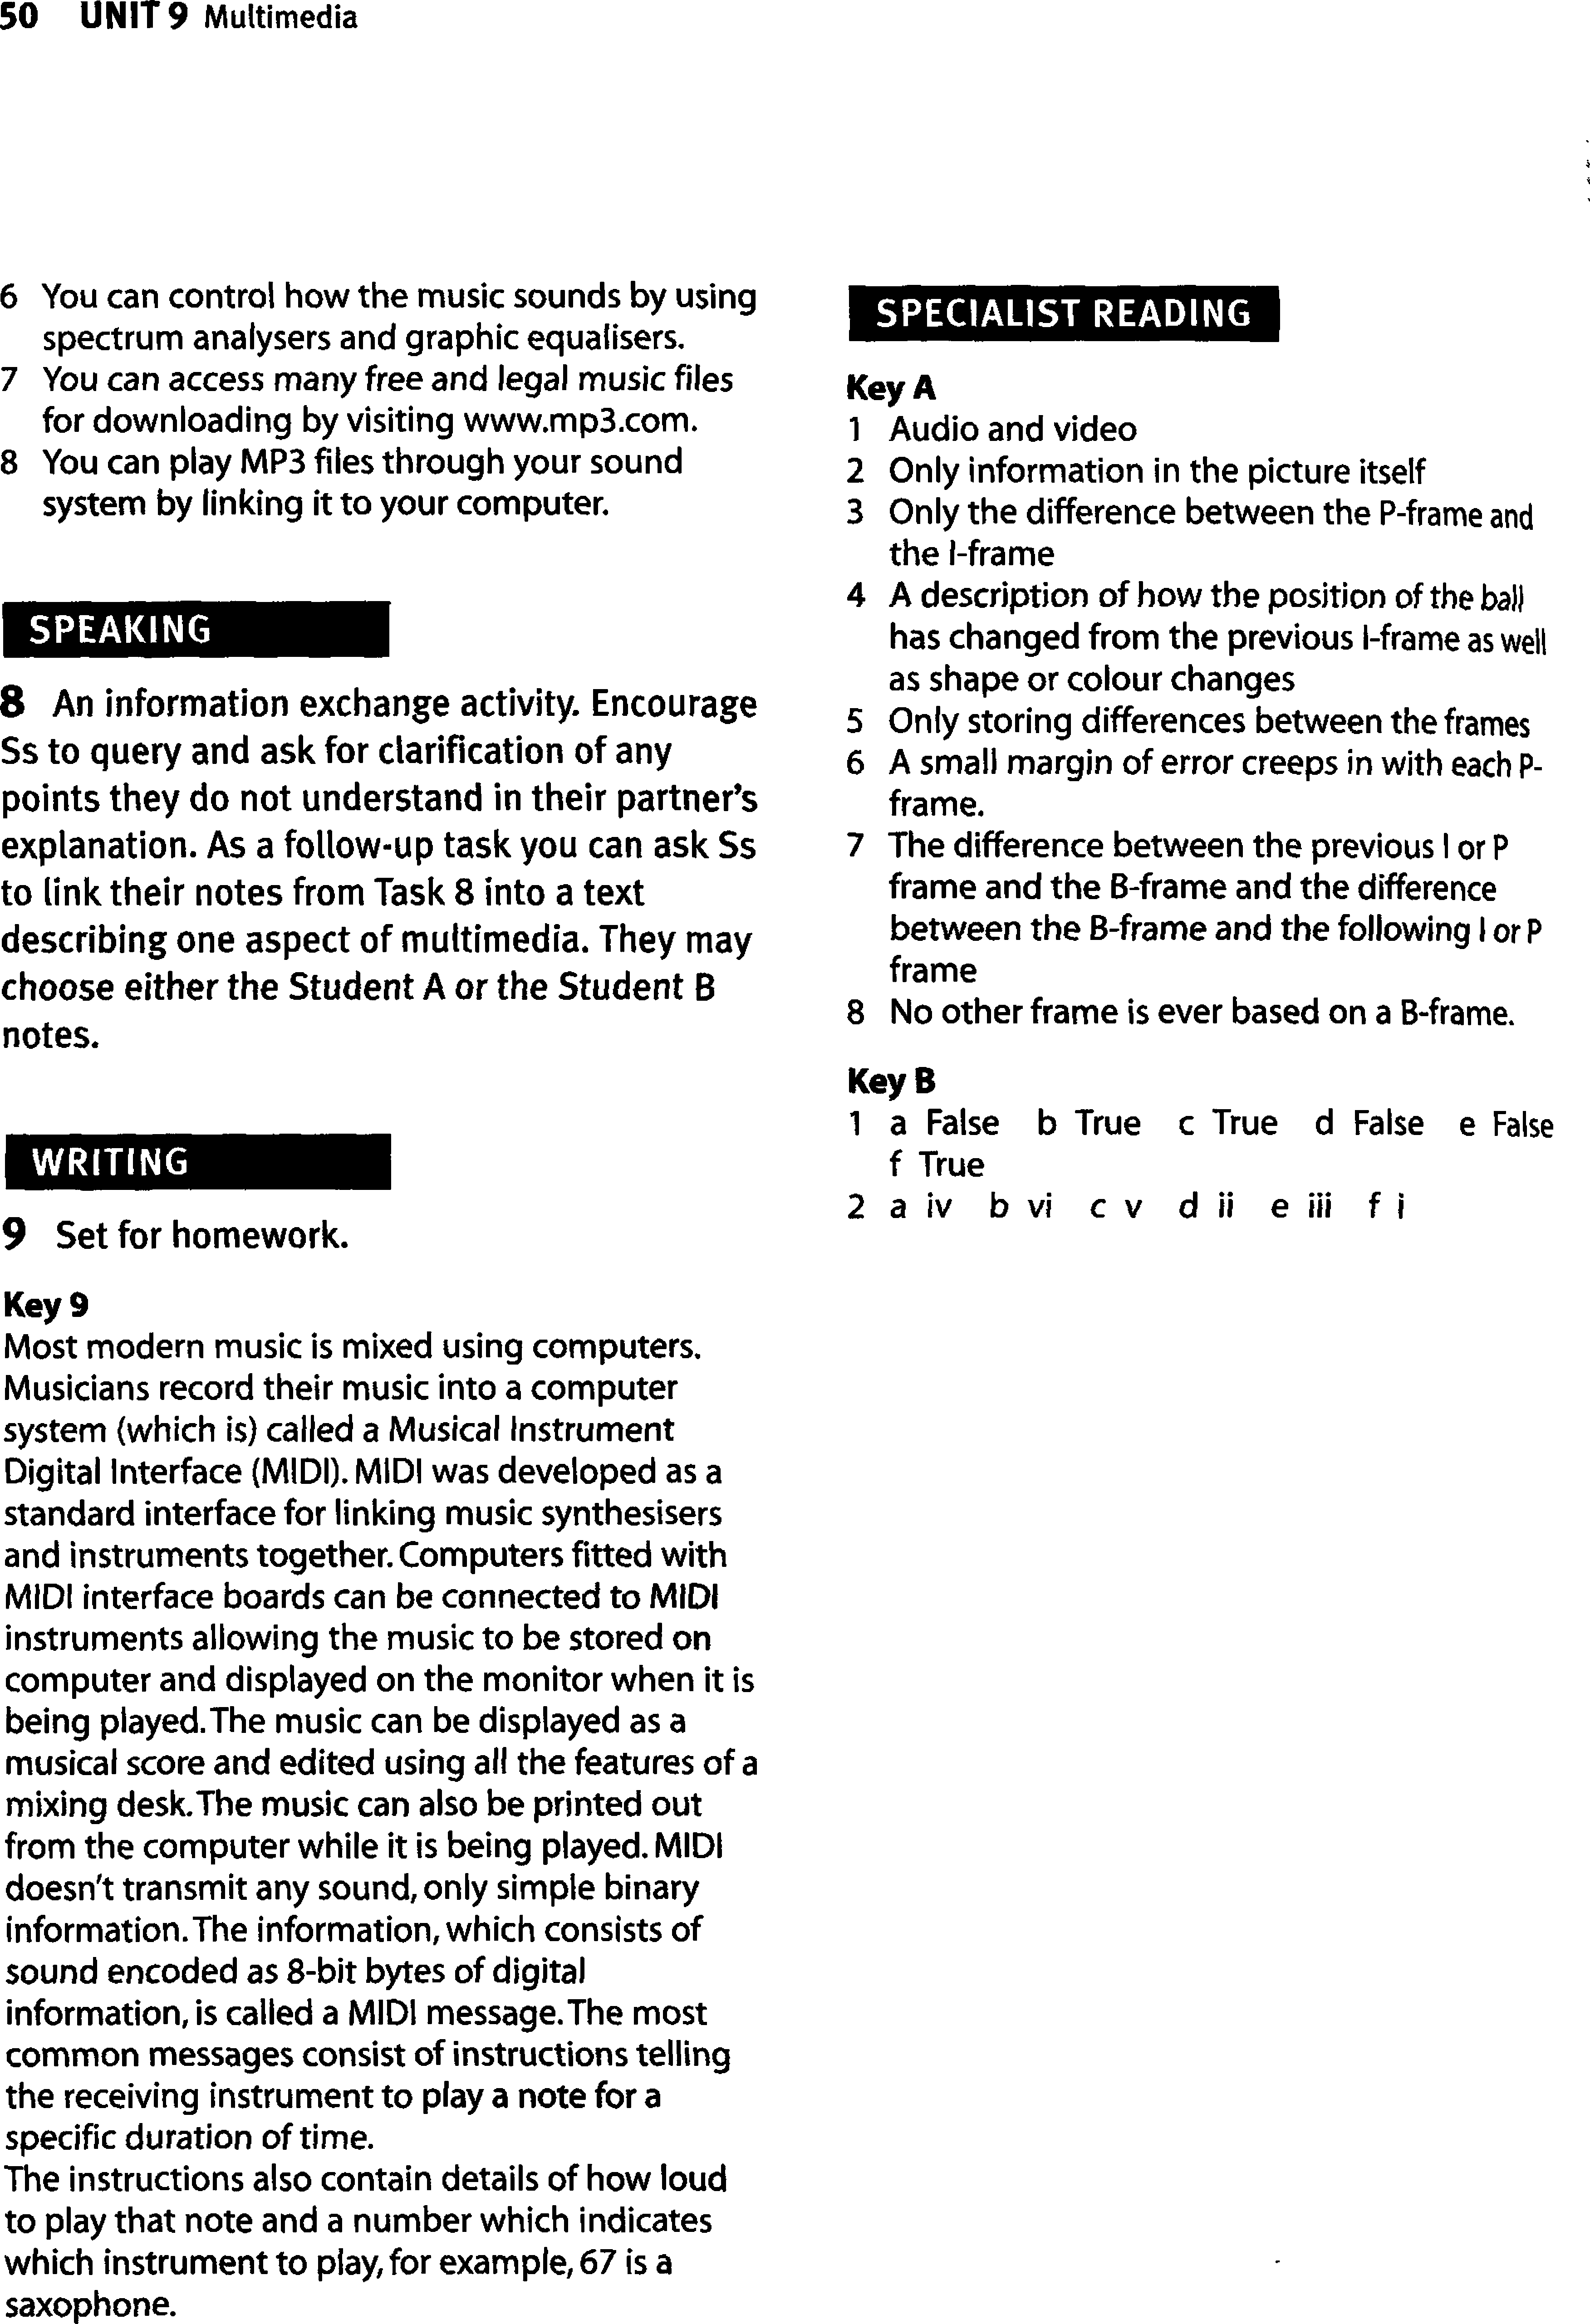 50 UNIT 9 Multimedia
6 You can control how the music sounds by using
spectrum analysers and graphic equalisers.
7 You can access many free and legal music files
for downloading by visiting www.mp3.com.
8 You can play MP3 files through your sound
system by linking it to your computer.
SPEAKING
8 An information exchange activity. Encourage
Ss to query and ask for clarification of any
points they do not understand in their partner's
explanation. As a follow-up task you can ask Ss
to link their notes from Task 8 into a text
describing one aspect of multimedia. They may
choose either the Student A or the Student B
notes.
WRITING
9 Set for homework.
Key 9
Most modern music is mixed using computers.
Musicians record their music into a computer
system (which is) called a Musical Instrument
Digital Interface (MIDI). MIDI was developed as a
standard interface for linking music synthesisers
and instruments together. Computers fitted with
MIDI interface boards can be connected to MIDI
instruments allowing the music to be stored on
computer and displayed on the monitor when it is
being played. The music can be displayed as a
musical score and edited using all the features of a
mixing desk. The music can also be printed out
from the computer while it is being played. MIDI
doesn't transmit any sound, only simple binary
information. The information, which consists of
sound encoded as 8-bit bytes of digital
information, is called a MIDI message. The most
common messages consist of instructions telling
the receiving instrument to play a note for a
specific duration of time.
The instructions also contain details of how loud
to play that note and a number which indicates
which instrument to play, for example, 67 is a
saxophone.
SPECIALIST READING
Key A
1 Audio and video
2 Only information in the picture itself
3 Only the difference between the P-frame and
the I-frame
4 A description of how the position of the ball
has changed from the previous I-frame as well
as shape or colour changes
5 Only storing differences between the frames
6 A small margin of error creeps in with each P-
frame.
7 The difference between the previous I or P
frame and the B-frame and the difference
between the B-frame and the following I or P
frame
8 No other frame is ever based on a B-frame.
Key B
1 a False b True c True d False e False
f True
2 a iv b vi c v d ii e iii f i